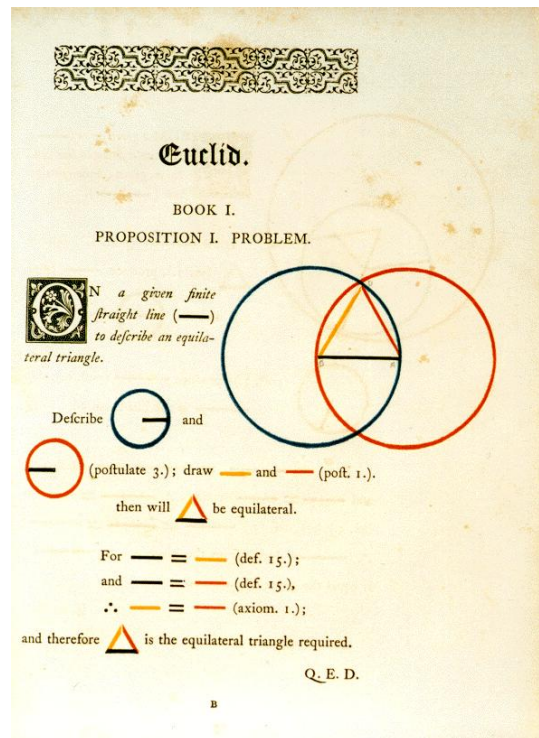 Euclid.
BOOK I.
PROPOSITION I. PROBLEM.
ON a given finite
ſtraight line ( )
to deſcribe an equila-
teral triangle.
Deſcribe and
(poſtulate 3.); draw and (poſt. 1.).
then will be equilateral.
For = (def. 15.);
and = (def. 15.),
∴ = (axiom. 1.);
and therefore is the equilateral triangle required.
Q. E. D.
B